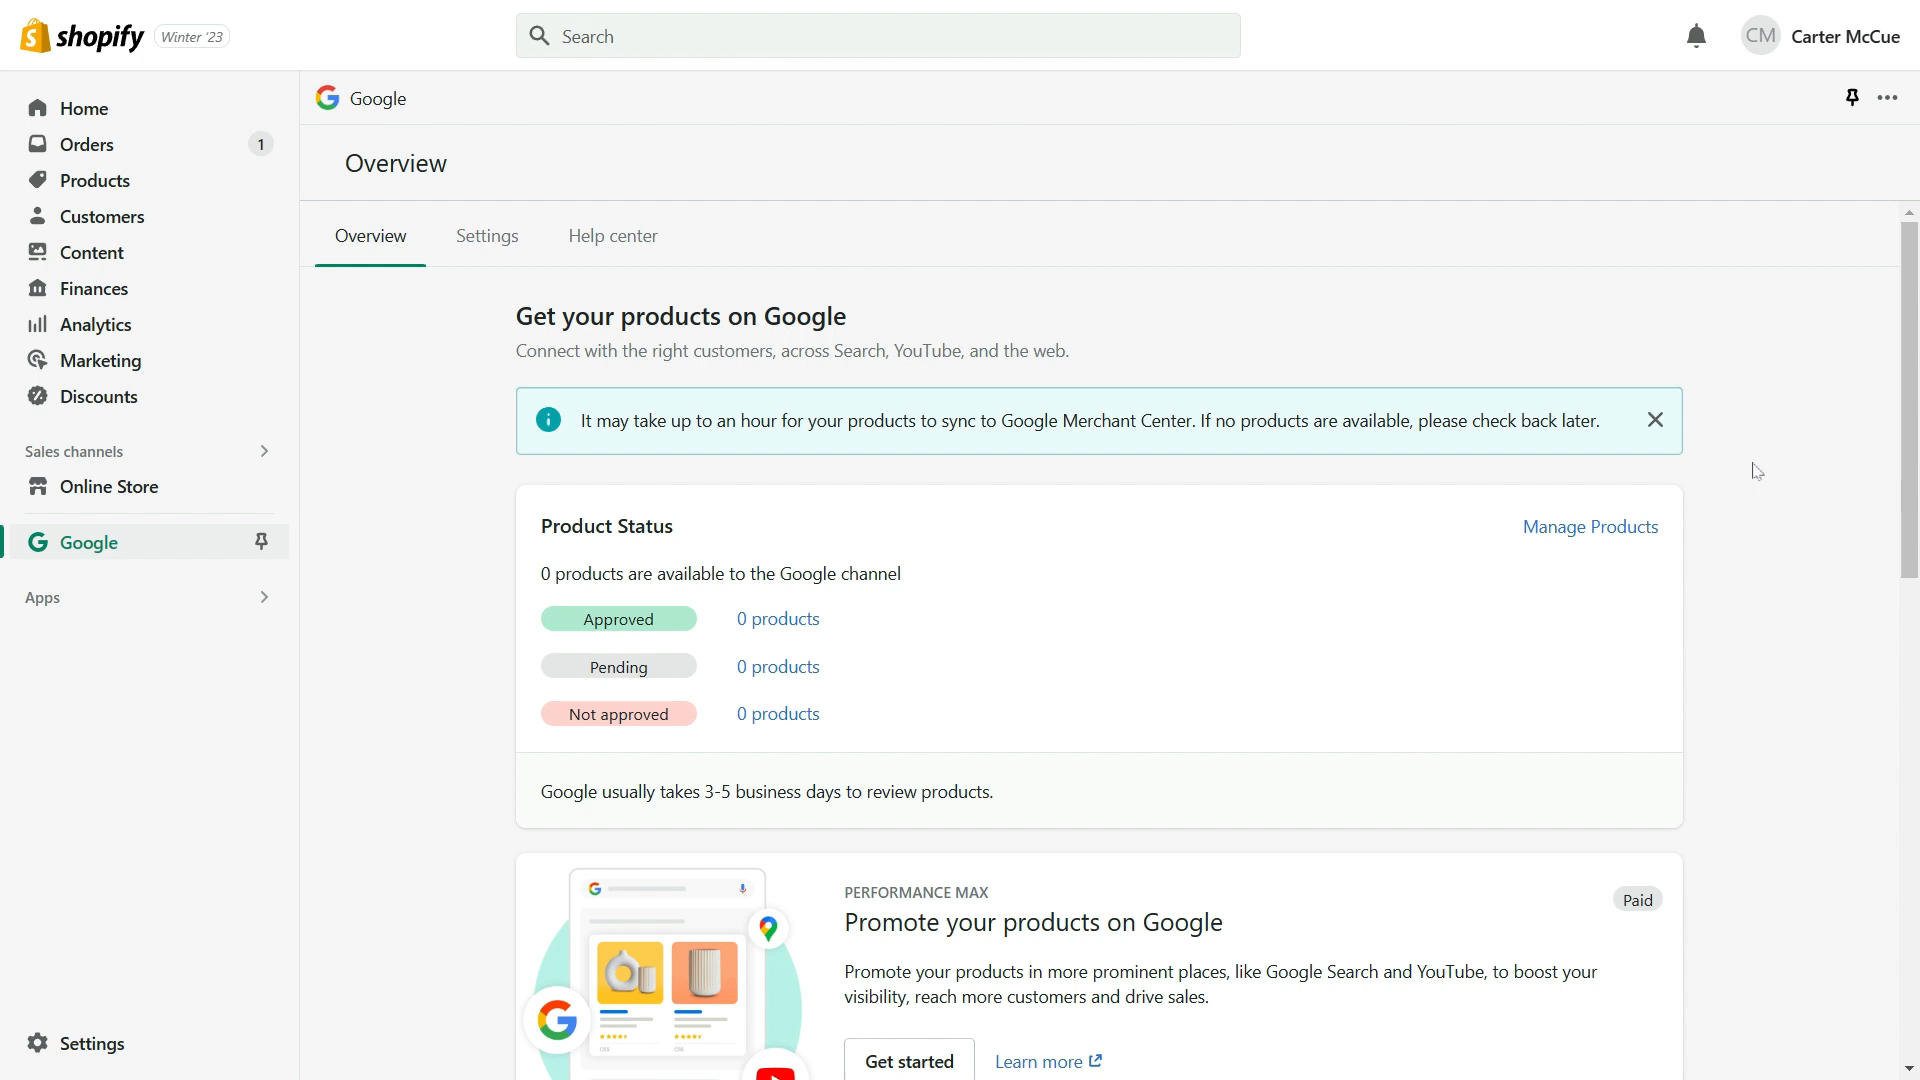 shopify
Winter '23
Search
CM
Carter McCue
Home
Orders
1
Products
Customers
Content
Finances
Analytics
Marketing
Discounts
Sales channels
Online Store
Google
Apps
Settings
Google
Overview
Overview
Settings
Help center
Get your products on Google
Connect with the right customers, across Search, YouTube, and the web.
It may take up to an hour for your products to sync to Google Merchant Center. If no products are available, please check back later.
Product Status
Manage Products
0 products are available to the Google channel
Approved
0 products
Pending
0 products
Not approved
0 products
Google usually takes 3-5 business days to review products.
PERFORMANCE MAX
Paid
Promote your products on Google
Promote your products in more prominent places, like Google Search and YouTube, to boost your
visibility, reach more customers and drive sales.
Get started
Learn more